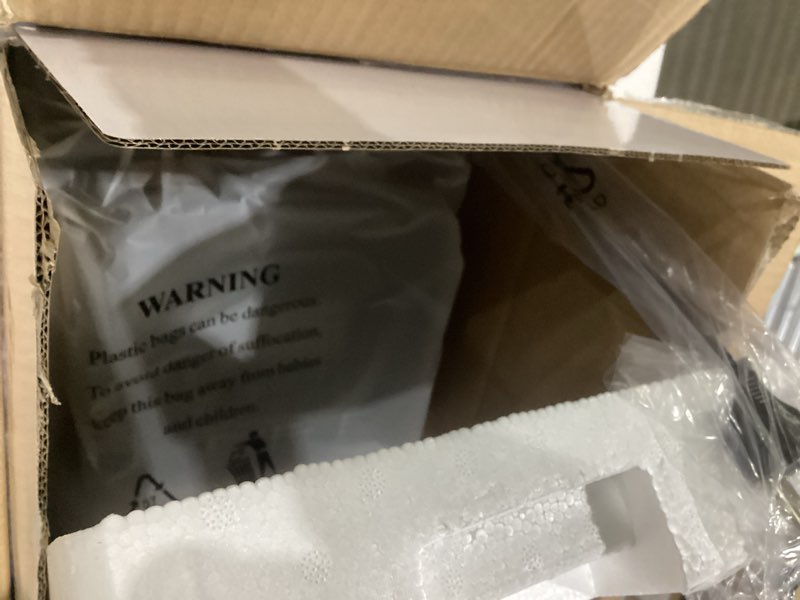 WARNING
Plastic bags can be dangerous.
To avoid danger of suffocation,
keep this bag away from babies
and children.